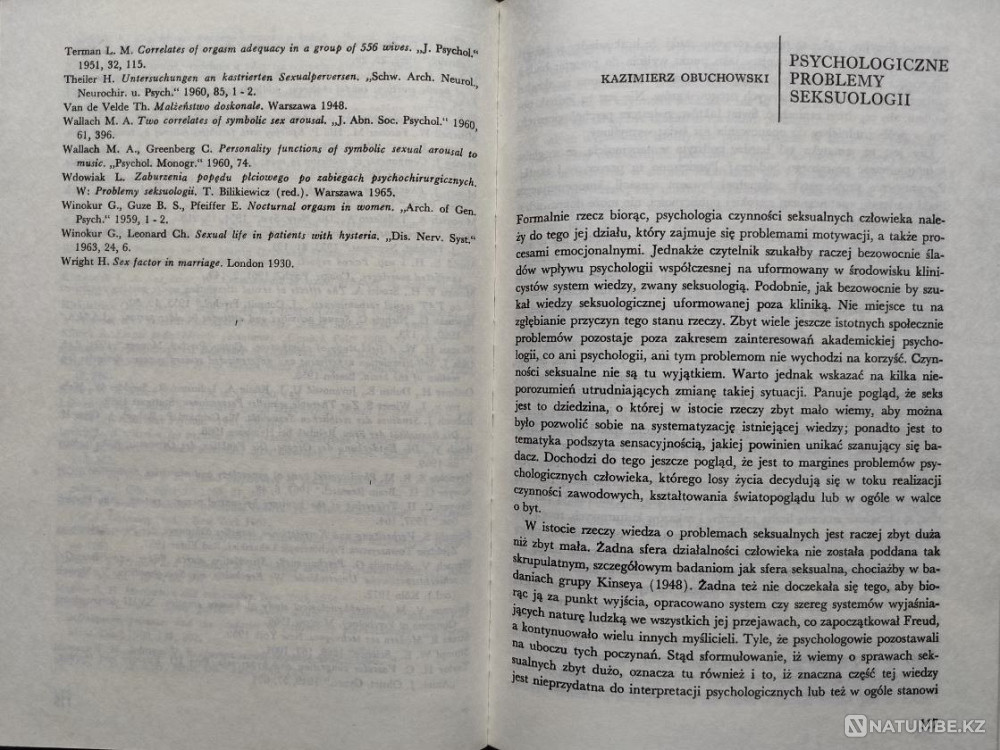 Terman L. M. Correlates of orgasm adequacy in a group of 556 wives. „J. Psychol.“
1951, 32, 115.
Theiler H. Untersuchungen an kastrierten Sexualperversen. „Schw. Arch. Neurol.,
Neurochir. u. Psych.“ 1960, 85, 1 - 2.
Van de Velde Th. Małżeństwo doskonałe. Warszawa 1948.
Wallach M. A. Two correlates of symbolic sex arousal. „J. Abn. Soc. Psychol.“ 1960,
61, 396.
Wallach M. A., Greenberg C. Personality functions of symbolic sexual arousal to
music. „Psychol. Monogr.“ 1960, 74.
Wdowiak L. Zaburzenia popędu płciowego po zabiegach psychochirurgicznych.
W: Problemy seksuologii. T. Bilikiewicz (red.). Warszawa 1965.
Winokur G., Guze B. S., Pfeiffer E. Nocturnal orgasm in women. „Arch. of Gen.
Psych.“ 1959, 1 - 2.
Winokur G., Leonard Ch. Sexual life in patients with hysteria. „Dis. Nerv. Syst.“
1963, 24, 6.
Wright H. Sex factor in marriage. London 1930.
KAZIMIERZ OBUCHOWSKI
PSYCHOLOGICZNE
PROBLEMY
SEKSUOLOGII
Formalnie rzecz biorąc, psychologia czynności seksualnych człowieka nale-
ży do tego jej działu, który zajmuje się problemami motywacji, a także pro-
cesami emocjonalnymi. Jednakże czytelnik szukałby raczej bezowocnie śla-
dów wpływu psychologii współczesnej na uformowany w środowisku klini-
cystów system wiedzy, zwany seksuologią. Podobnie, jak bezowocnie by szu-
kał wiedzy seksuologicznej uformowanej poza kliniką. Nie miejsce tu na
zgłębianie przyczyn tego stanu rzeczy. Zbyt wiele jeszcze istotnych społecznie
problemów pozostaje poza zakresem zainteresowań akademickiej psycho-
logii, co ani psychologii, ani tym problemom nie wychodzi na korzyść. Czyn-
ności seksualne nie są tu wyjątkiem. Warto jednak wskazać na kilka nie-
porozumień utrudniających zmianę takiej sytuacji. Panuje pogląd, że seks
jest to dziedzina, o której w istocie rzeczy zbyt mało wiemy, aby można
było pozwolić sobie na systematyzację istniejącej wiedzy; ponadto jest to
tematyka podszyta sensacyjnością, jakiej powinien unikać szanujący się ba-
dacz. Dochodzi do tego jeszcze pogląd, że jest to margines problemów psy-
chologicznych człowieka, którego losy życia decydują się w toku realizacji
czynności zawodowych, kształtowania światopoglądu lub w ogóle w walce
o byt.
W istocie rzeczy wiedza o problemach seksualnych jest raczej zbyt duża
niż zbyt mała. Żadna sfera działalności człowieka nie została poddana tak
skrupulatnym, szczegółowym badaniom jak sfera seksualna, chociażby w ba-
daniach grupy Kinseya (1948). Żadna też nie doczekała się tego, aby bio-
rąc ją za punkt wyjścia, opracowano system czy szereg systemów wyjaśnia-
jących naturę ludzką we wszystkich jej przejawach, co zapoczątkował Freud,
a kontynuowało wielu innych myślicieli. Tyle, że psychologowie pozostawali
na uboczu tych poczynań. Stąd sformułowanie, iż wiemy o sprawach sek-
sualnych zbyt dużo, oznacza tu również i to, iż znaczna część tej wiedzy
jest nieprzydatna do interpretacji psychologicznych lub też w ogóle stanowi
NATUMBE.KZ